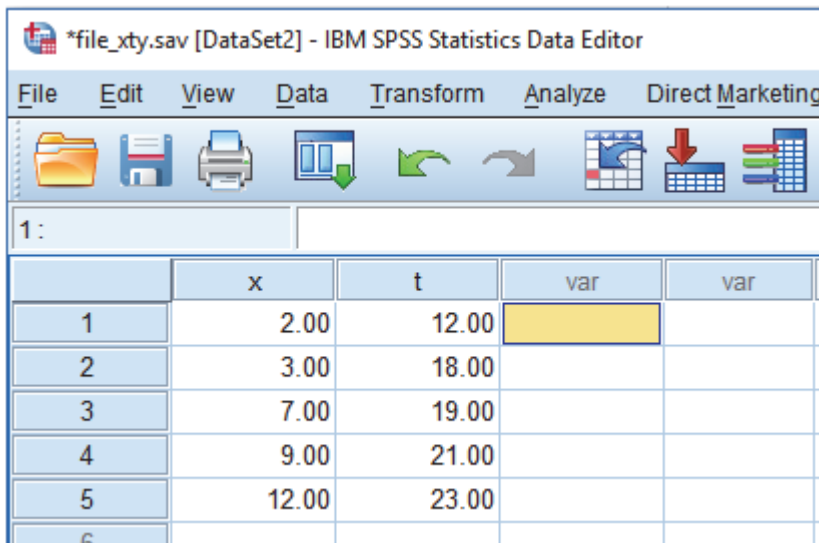 *file_xty.sav [DataSet2] - IBM SPSS Statistics Data Editor
File Edit View Data Transform Analyze Direct Marketing
1 :
x t var var
1 2.00 12.00
2 3.00 18.00
3 7.00 19.00
4 9.00 21.00
5 12.00 23.00